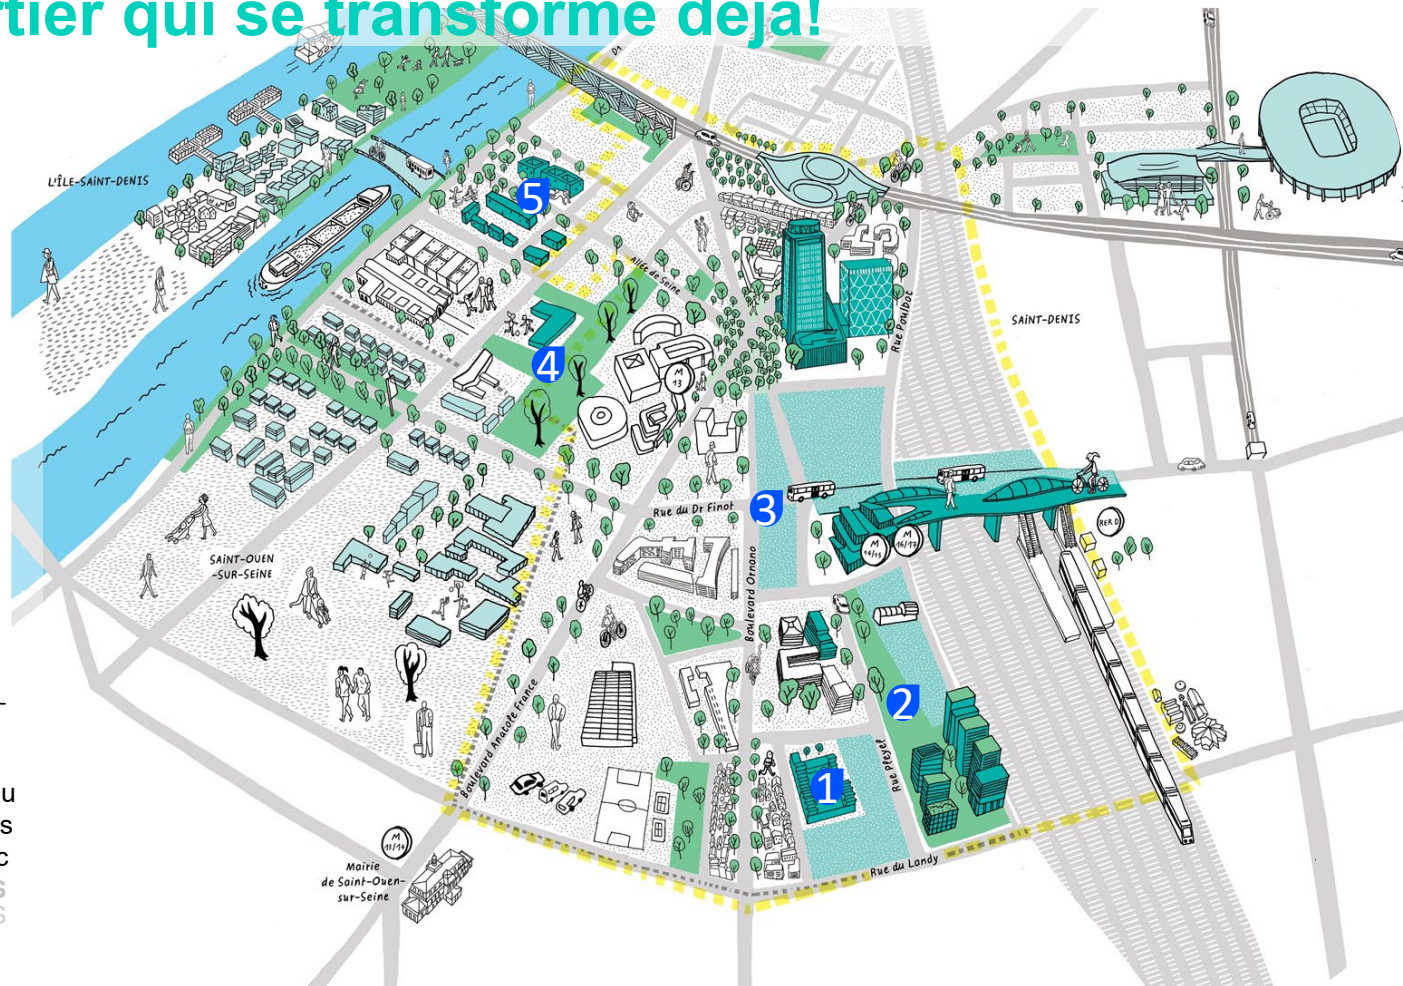 rtier qui se transforme déjà!
D1
L'ÎLE-SAiNT-DENIS
5
Allée de Seine
PLEYEL
Rue Poulbot
SAiNT-DENIS
4
M
13
3
Rue du Dr Finot
Boulevard Ornano
M
14/15
M
16/17
RER D
SAiNT-OUEN
-SUR-SEiNE
2
Rue Pleyel
1
Boulevard Anatole France
Rue du Landy
M
13/14
Mairie
de Saint-Ouen-
sur-Seine
u
s
c
s